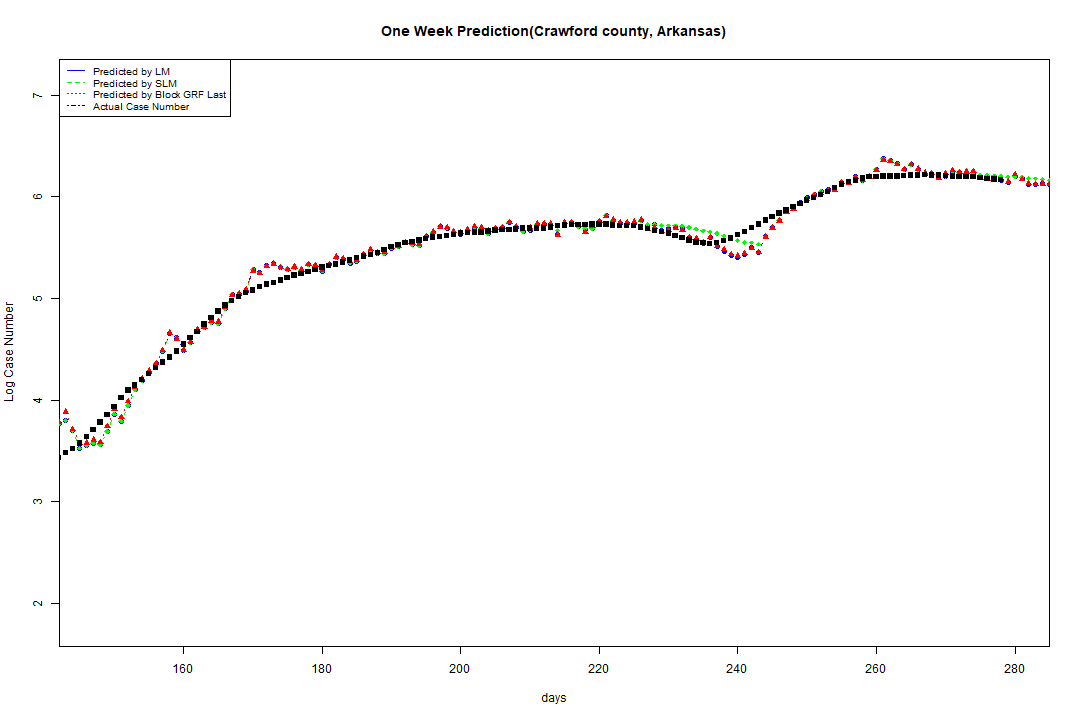 One Week Prediction(Crawford county, Arkansas)
Predicted by LM
Predicted by SLM
Predicted by Block GRF Last
Actual Case Number
7
6
5
4
3
2
Log Case Number
160 180 200 220 240 260 280
days